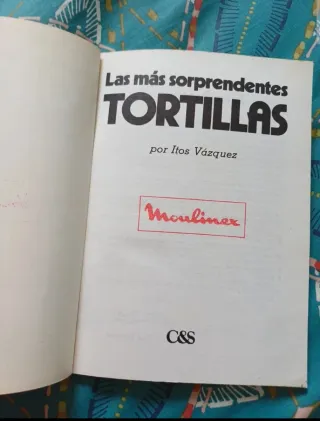 Las más sorprendentes
TORTILLAS
por Itos Vázquez
Moulinex
C&S